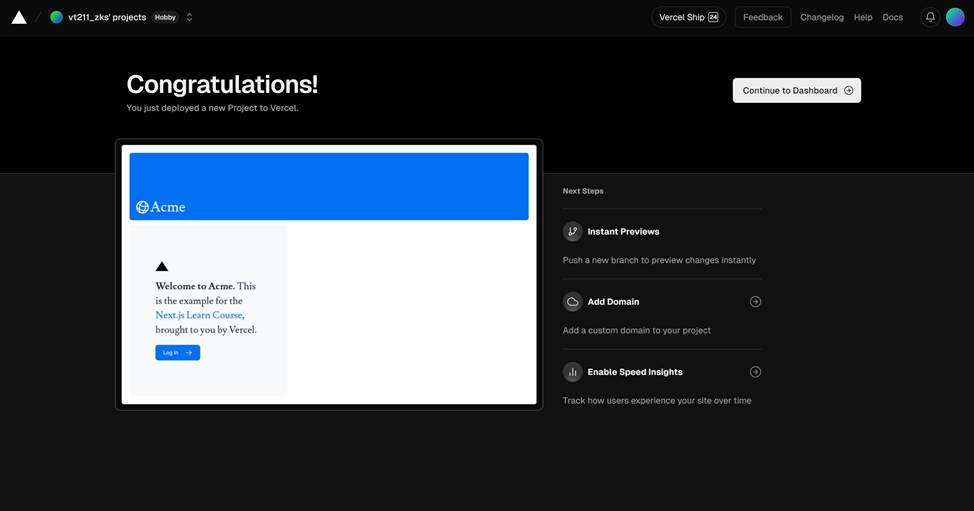 vt211_zks' projects Hobby
Vercel Ship 24 Feedback Changelog Help Docs
Congratulations!
You just deployed a new Project to Vercel.
Continue to Dashboard
Acme
Welcome to Acme. This
is the example for the
Next.js Learn Course,
brought to you by Vercel.
Log in
Next Steps
Instant Previews
Push a new branch to preview changes instantly
Add Domain
Add a custom domain to your project
Enable Speed Insights
Track how users experience your site over time